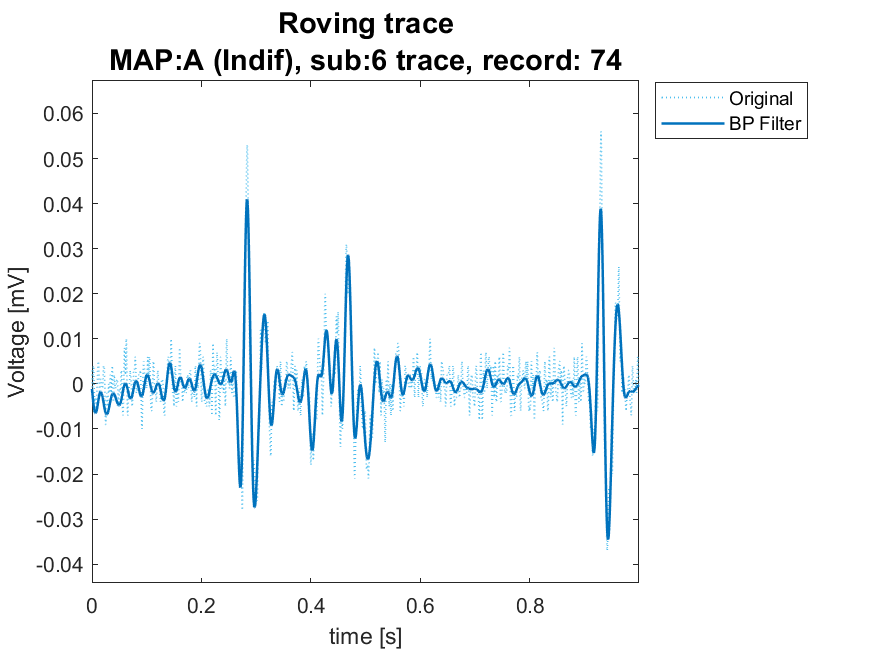 Roving trace
MAP:A (Indif), sub:6 trace, record: 74
Original
BP Filter
0.06
0.05
0.04
0.03
0.02
0.01
0
-0.01
-0.02
-0.03
-0.04
Voltage [mV]
0 0.2 0.4 0.6 0.8
time [s]